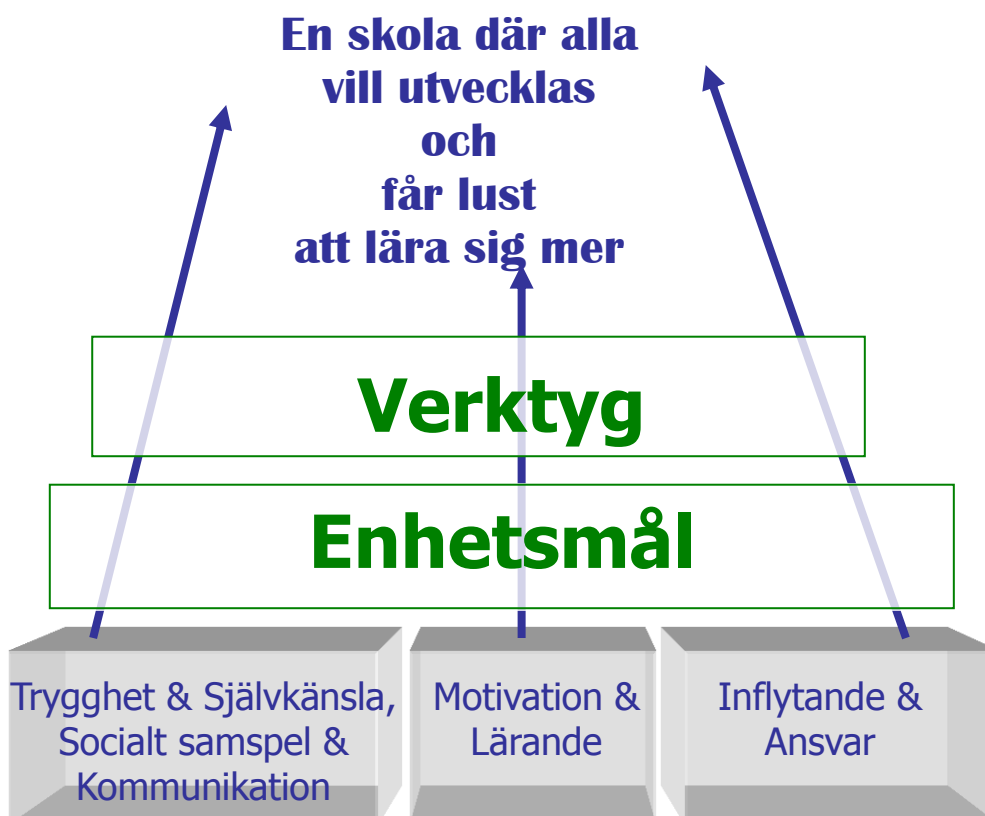 En skola där alla
vill utvecklas
och
får lust
att lära sig mer
Verktyg
Enhetsmål
Trygghet & Självkänsla,
Socialt samspel &
Kommunikation
Motivation &
Lärande
Inflytande &
Ansvar